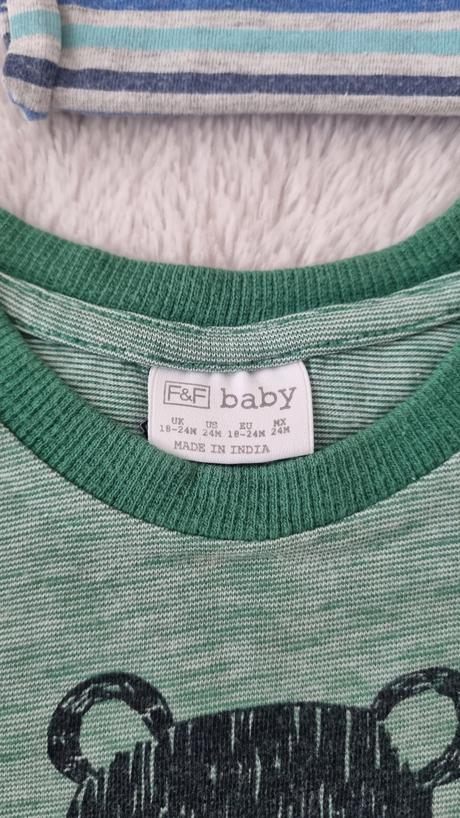 F&F baby
UK US EU MX
18-24M 24M 18-24M 24M
MADE IN INDIA